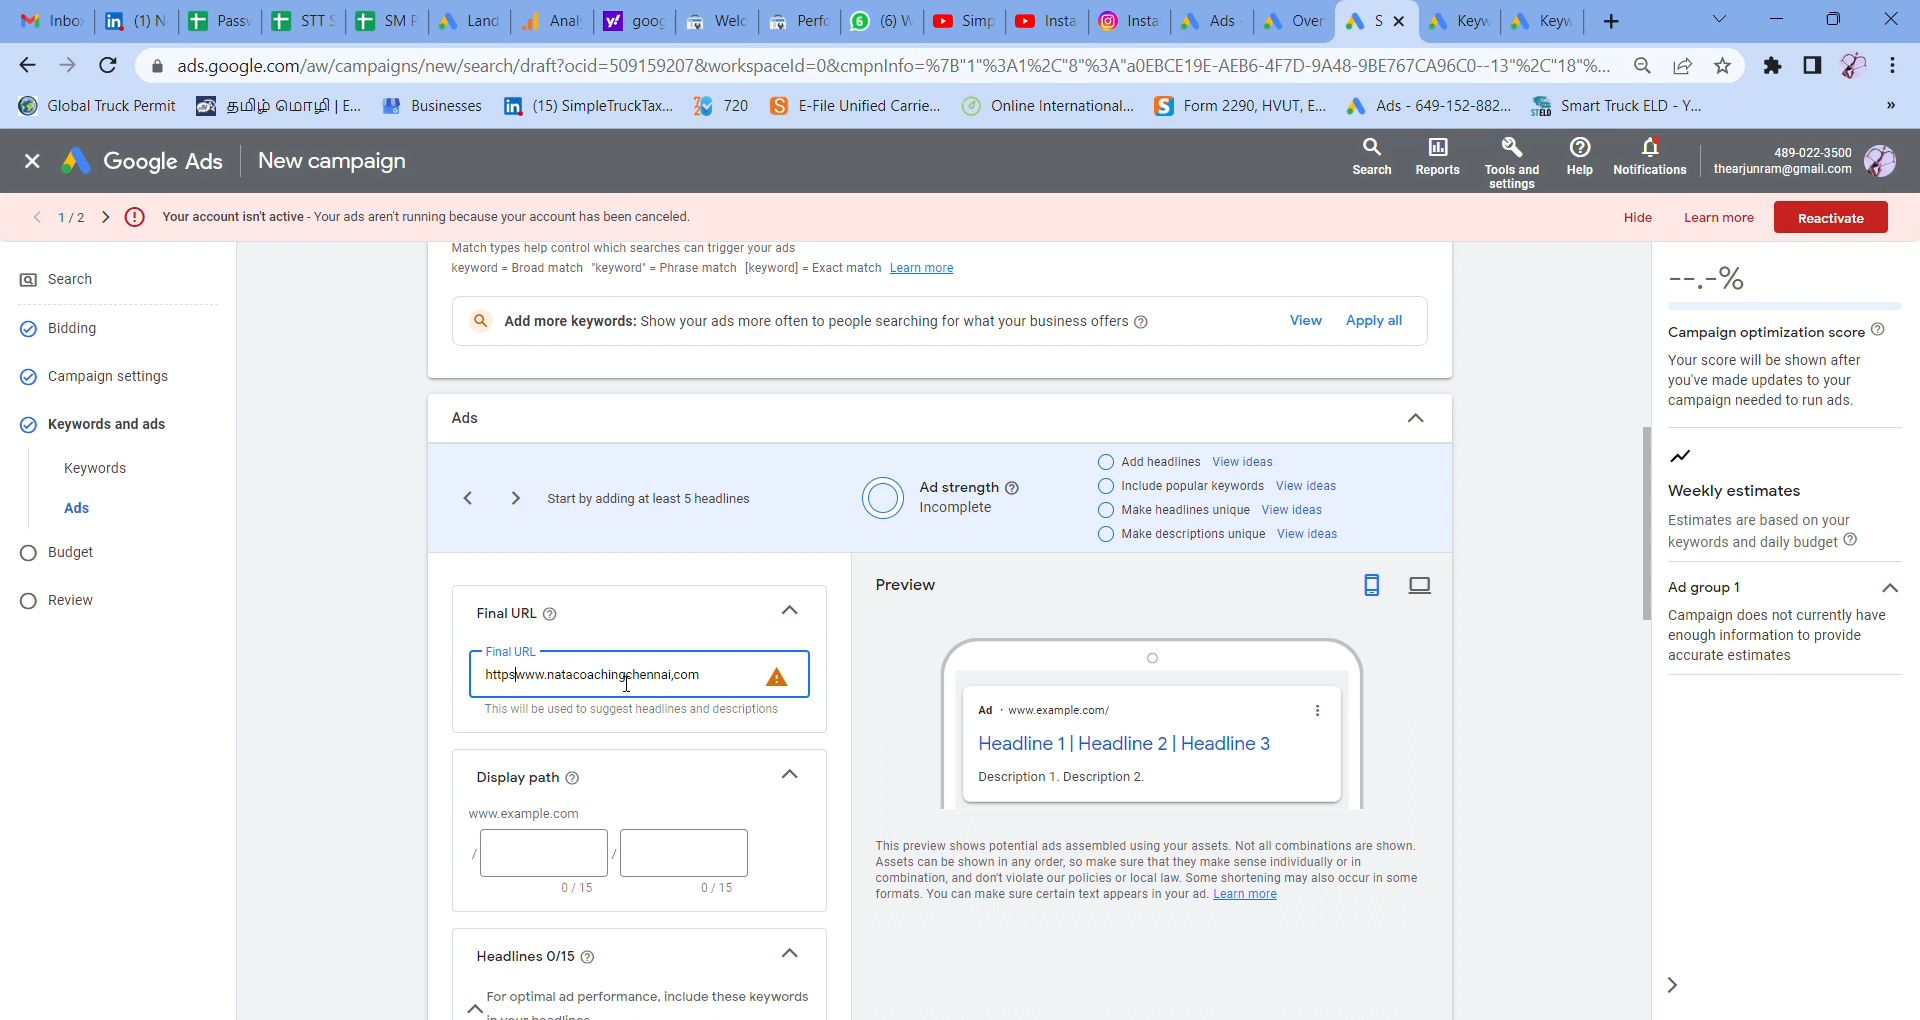 Inbo
(1) N
Passv
STT S
SM F
Land
Anal
goog
Welc
Perfc
(6) V
Simp
Insta
Insta
Ads
Over
S
Keyw
Keyw
ads.google.com/aw/campaigns/new/search/draft?ocid=509159207&workspaceId=0&cmpnInfo=%7B"1"%3A1%2C"8"%3A"a0EBCE19E-AEB6-4F7D-9A48-9BE767CA96C0--13"%2C"18"%...
Global Truck Permit
தமிழ் மொழி | E...
Businesses
(15) SimpleTruckTax...
720
E-File Unified Carrie...
Online International...
Form 2290, HVUT, E...
Ads - 649-152-882...
Smart Truck ELD - Y...
»
Google Ads
New campaign
Search
Reports
Tools and settings
Help
Notifications
489-022-3500
thearjunram@gmail.com
1 / 2
Your account isn't active - Your ads aren't running because your account has been canceled.
Hide
Learn more
Reactivate
Search
Bidding
Campaign settings
Keywords and ads
Keywords
Ads
Budget
Review
Match types help control which searches can trigger your ads
keyword = Broad match "keyword" = Phrase match [keyword] = Exact match Learn more
Add more keywords: Show your ads more often to people searching for what your business offers
View
Apply all
Ads
Start by adding at least 5 headlines
Ad strength
Incomplete
Add headlines View ideas
Include popular keywords View ideas
Make headlines unique View ideas
Make descriptions unique View ideas
Final URL
Final URL
httpswww.natacoachingchennai,com
This will be used to suggest headlines and descriptions
Display path
www.example.com
/
/
0 / 15
0 / 15
Headlines 0/15
For optimal ad performance, include these keywords
in your headlines
Preview
Ad · www.example.com/
Headline 1 | Headline 2 | Headline 3
Description 1. Description 2.
This preview shows potential ads assembled using your assets. Not all combinations are shown.
Assets can be shown in any order, so make sure that they make sense individually or in
combination, and don't violate our policies or local law. Some shortening may also occur in some
formats. You can make sure certain text appears in your ad. Learn more
--.-%
Campaign optimization score
Your score will be shown after
you've made updates to your
campaign needed to run ads.
Weekly estimates
Estimates are based on your
keywords and daily budget
Ad group 1
Campaign does not currently have
enough information to provide
accurate estimates